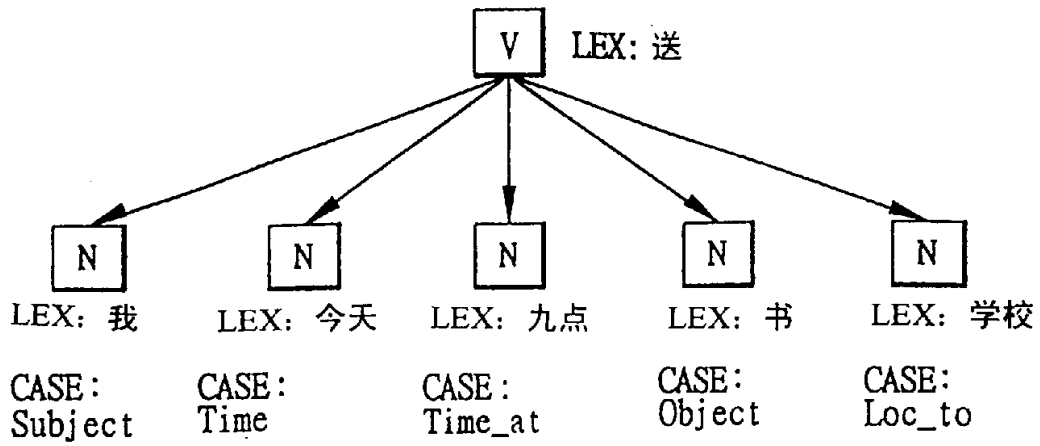 V LEX: 送
N N N N N
LEX: 我 LEX: 今天 LEX: 九点 LEX: 书 LEX: 学校
CASE: CASE: CASE: CASE: CASE:
Subject Time Time_at Object Loc_to